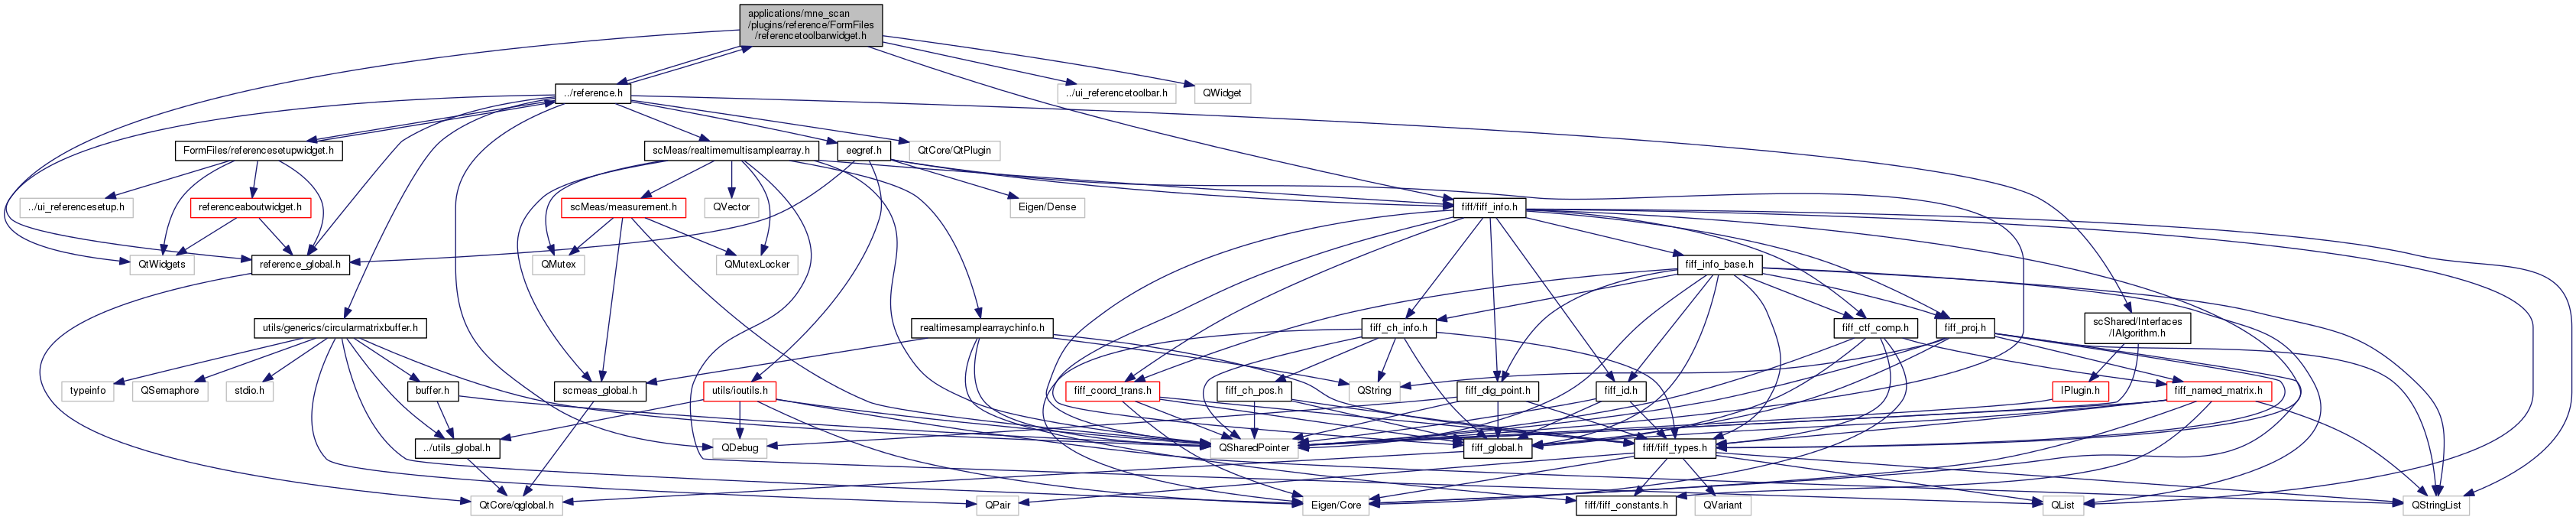 applications/mne_scan
/plugins/reference/FormFiles
/referencetoolbarwidget.h
../reference.h
../ui_referencetoolbar.h
QWidget
FormFiles/referencesetupwidget.h
scMeas/realtimemultisamplearray.h
eegref.h
QtCore/QtPlugin
../ui_referencesetup.h
referenceaboutwidget.h
scMeas/measurement.h
QVector
Eigen/Dense
fiff/fiff_info.h
QtWidgets
reference_global.h
QMutex
QMutexLocker
fiff_info_base.h
utils/generics/circularmatrixbuffer.h
realtimesamplearraychinfo.h
fiff_ch_info.h
fiff_ctf_comp.h
fiff_proj.h
scShared/Interfaces
/IAlgorithm.h
typeinfo
QSemaphore
stdio.h
buffer.h
scmeas_global.h
utils/ioutils.h
fiff_coord_trans.h
fiff_ch_pos.h
QString
fiff_dig_point.h
fiff_id.h
IPlugin.h
fiff_named_matrix.h
../utils_global.h
QDebug
QSharedPointer
fiff_global.h
fiff/fiff_types.h
QtCore/qglobal.h
QPair
Eigen/Core
fiff/fiff_constants.h
QVariant
QList
QStringList